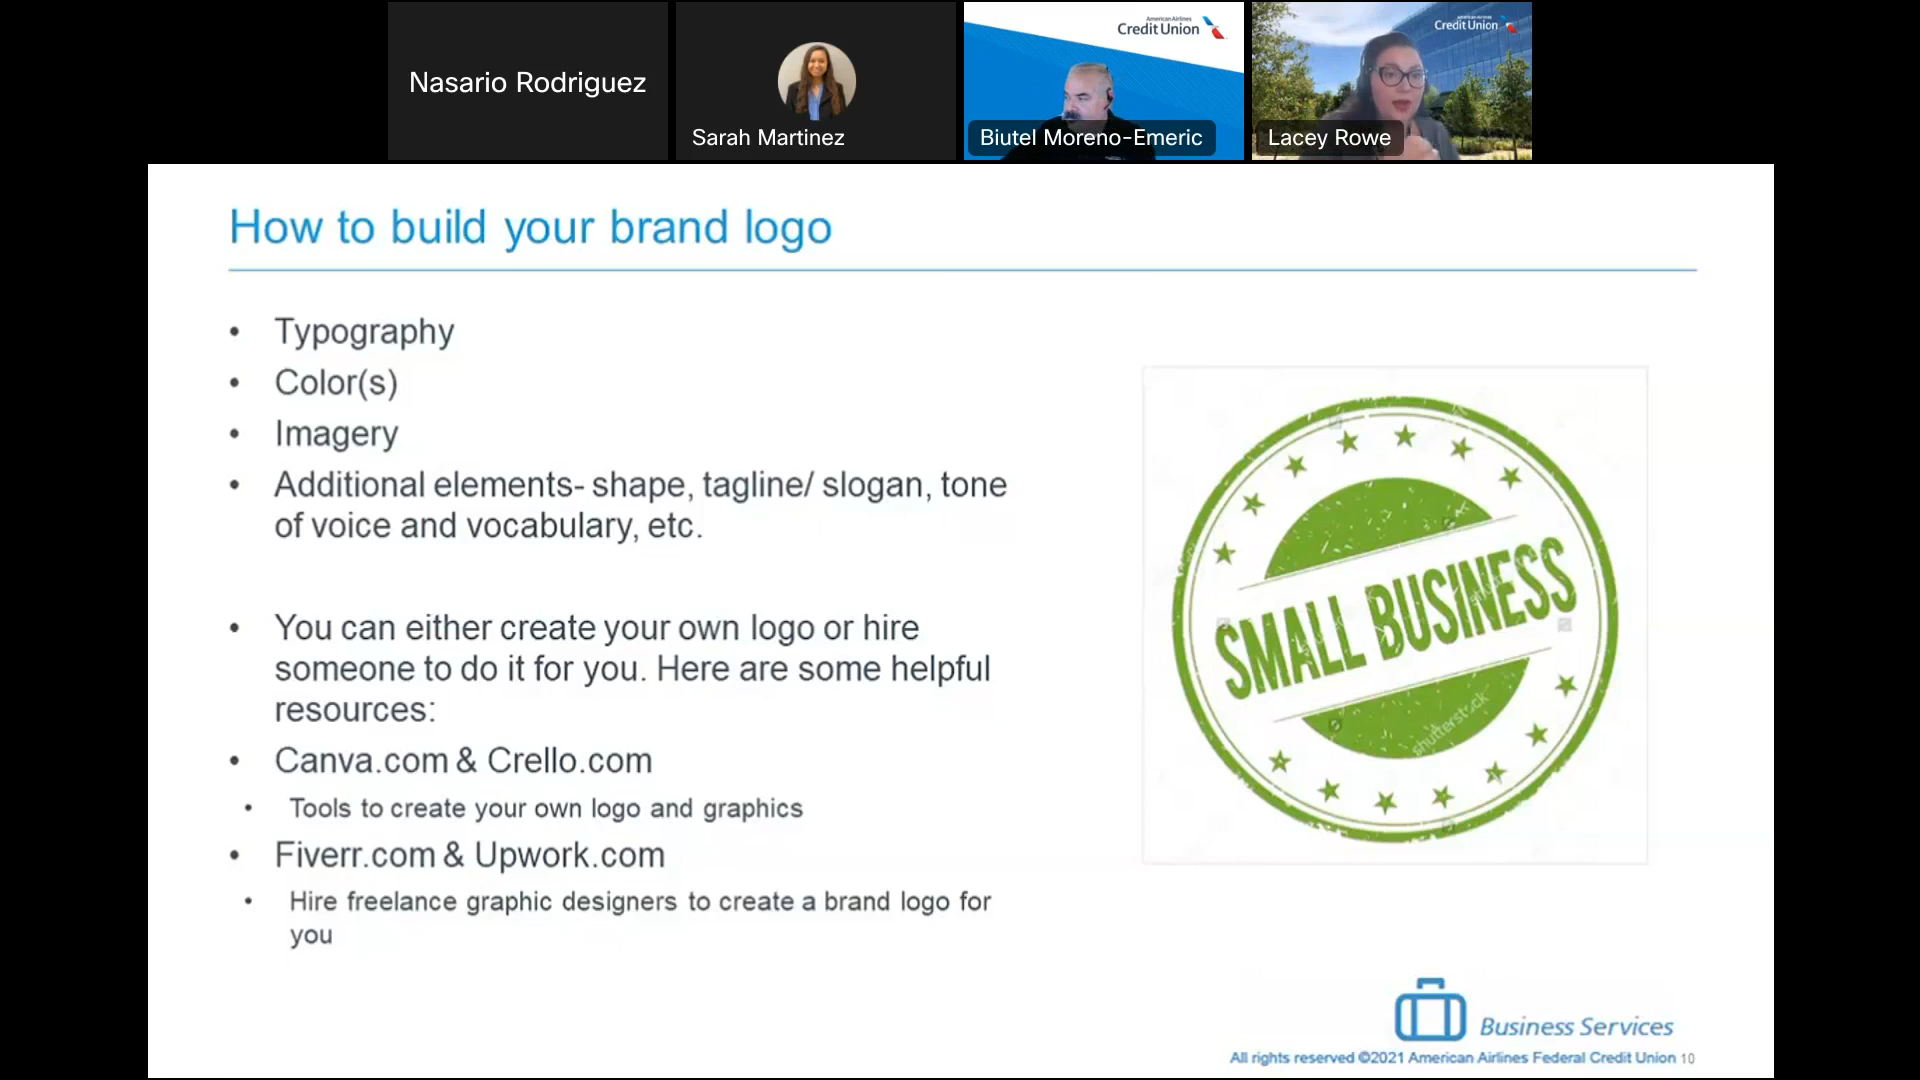 Nasario Rodriguez
Sarah Martinez
American Airlines
Credit Union
Biutel Moreno-Emeric
Credit Union
Lacey Rowe
How to build your brand logo
• Typography
• Color(s)
• Imagery
• Additional elements- shape, tagline/ slogan, tone
of voice and vocabulary, etc.
• You can either create your own logo or hire
someone to do it for you. Here are some helpful
resources:
• Canva.com & Crello.com
• Tools to create your own logo and graphics
• Fiverr.com & Upwork.com
• Hire freelance graphic designers to create a brand logo for
you
SMALL BUSINESS
shutterstock
Business Services
All rights reserved ©2021 American Airlines Federal Credit Union 10